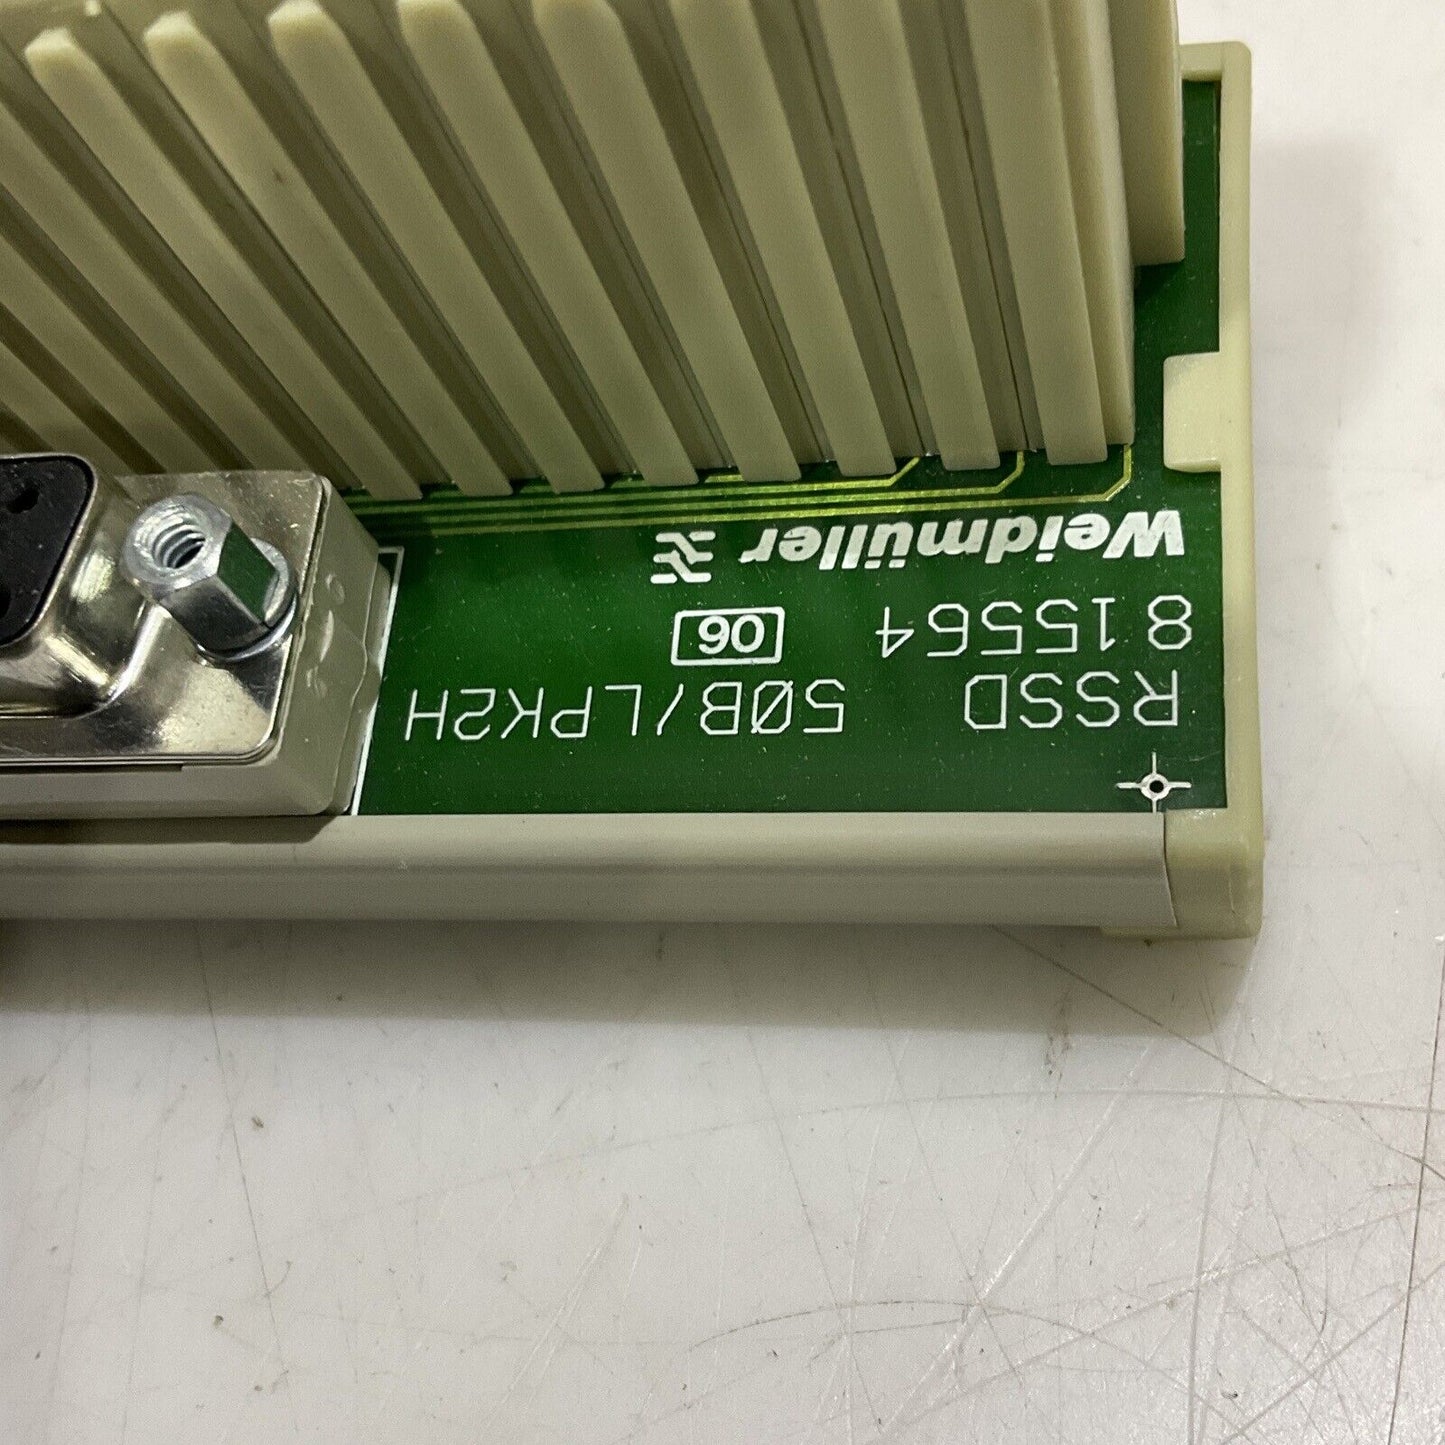 RSSD 50B/LPK2H
815564 06
Weidmüller